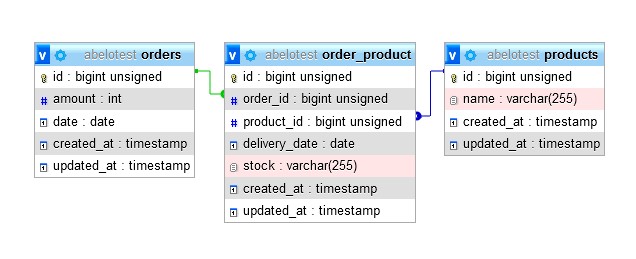 v abelotest orders
id : bigint unsigned
# amount : int
date : date
created_at : timestamp
updated_at : timestamp
v abelotest order_product
id : bigint unsigned
# order_id : bigint unsigned
# product_id : bigint unsigned
delivery_date : date
stock : varchar(255)
created_at : timestamp
updated_at : timestamp
v abelotest products
id : bigint unsigned
name : varchar(255)
created_at : timestamp
updated_at : timestamp